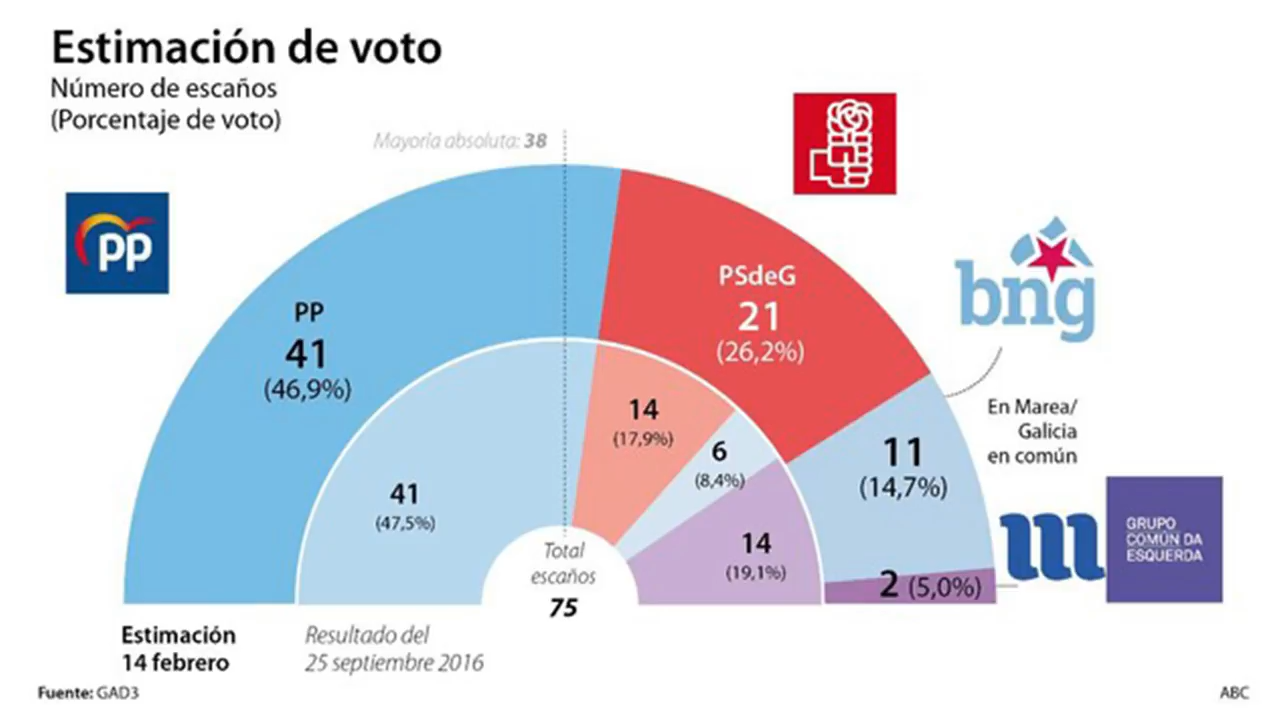 Estimación de voto
Número de escaños
(Porcentaje de voto)
Mayoría absoluta: 38
PP
41
(46,9%)
PSdeG
21
(26,2%)
11
(14,7%)
2 (5,0%)
41
(47,5%)
14
(17,9%)
6
(8,4%)
14
(19,1%)
Total
escaños
75
pp
bng
En Marea/
Galicia
en común
m
GRUPO
COMÚN DA
ESQUERDA
Estimación
14 febrero
Resultado del
25 septiembre 2016
Fuente: GAD3
ABC